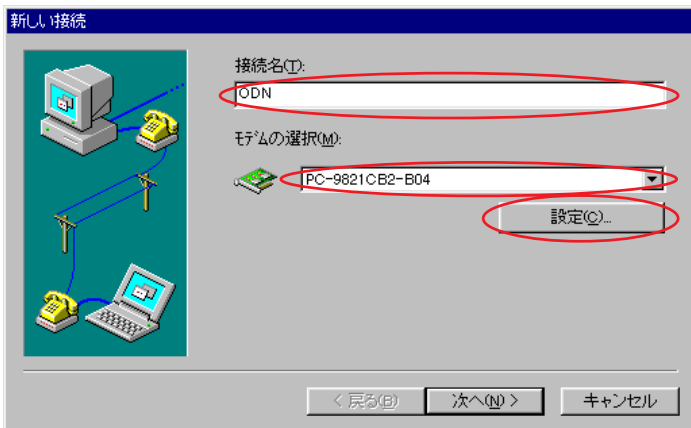 新しい接続
接続名(T):
ODN
ﾓﾃﾞﾑの選択(M):
PC-9821CB2-B04
設定(C)...
< 戻る(B)
次へ(N) >
キャンセル